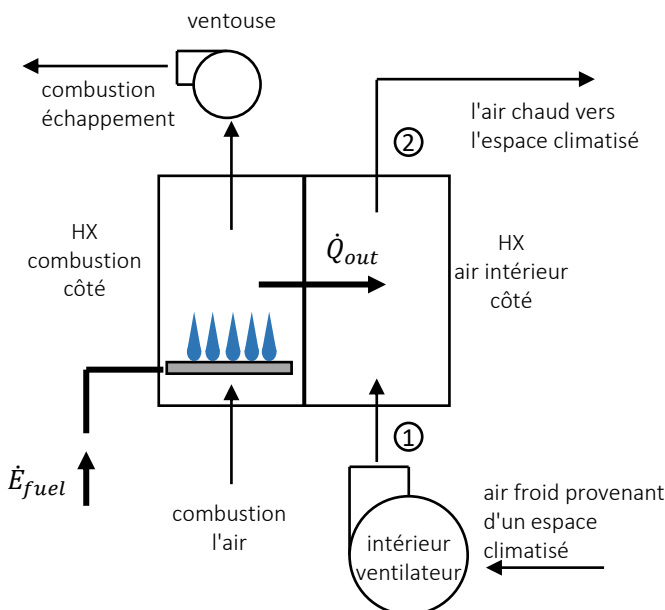 ventouse
combustion
échappement
l'air chaud vers
l'espace climatisé
②
HX
combustion
côté
Q̇out
HX
air intérieur
côté
Ėfuel
combustion
l'air
①
intérieur
ventilateur
air froid provenant
d'un espace
climatisé